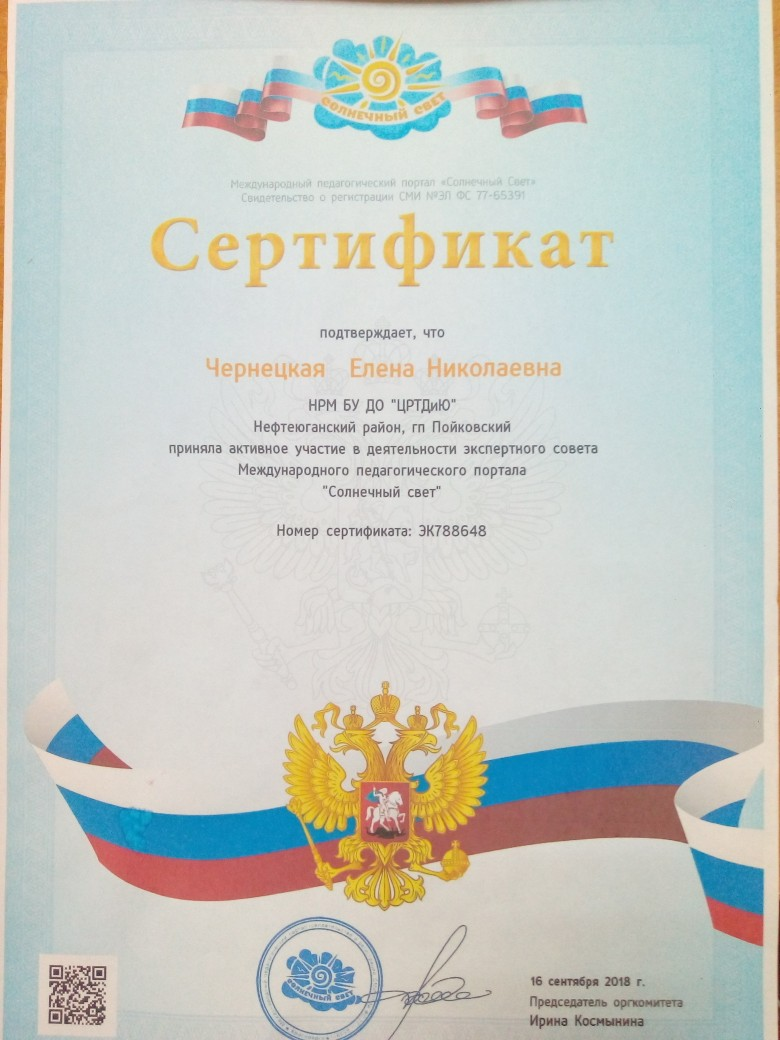 СОЛНЕЧНЫЙ СВЕТ
Международный педагогический портал «Солнечный Свет»
Свидетельство о регистрации СМИ №ЭЛ ФС 77-65391
Сертификат
подтверждает, что
Чернецкая Елена Николаевна
НРМ БУ ДО "ЦРТДиЮ"
Нефтеюганский район, гп Пойковский
приняла активное участие в деятельности экспертного совета
Международного педагогического портала
"Солнечный свет"
Номер сертификата: ЭК788648
СОЛНЕЧНЫЙ СВЕТ
16 сентября 2018 г.
Председатель оргкомитета
Ирина Космынина